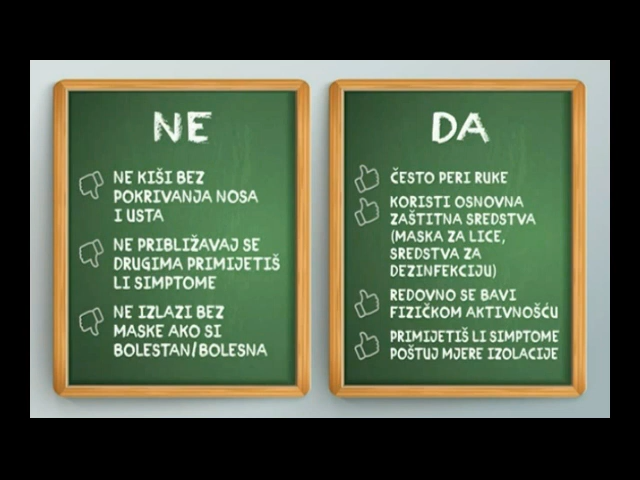 NE
NE KIŠI BEZ
POKRIVANJA NOSA
I USTA
NE PRIBLIŽAVAJ SE
DRUGIMA PRIMIJETIŠ
LI SIMPTOME
NE IZLAZI BEZ
MASKE AKO SI
BOLESTAN/BOLESNA
DA
ČESTO PERI RUKE
KORISTI OSNOVNA
ZAŠTITNA SREDSTVA
(MASKA ZA LICE,
SREDSTVA ZA
DEZINFEKCIJU)
REDOVNO SE BAVI
FIZIČKOM AKTIVNOŠĆU
PRIMIJETIŠ LI SIMPTOME
POŠTUJ MJERE IZOLACIJE